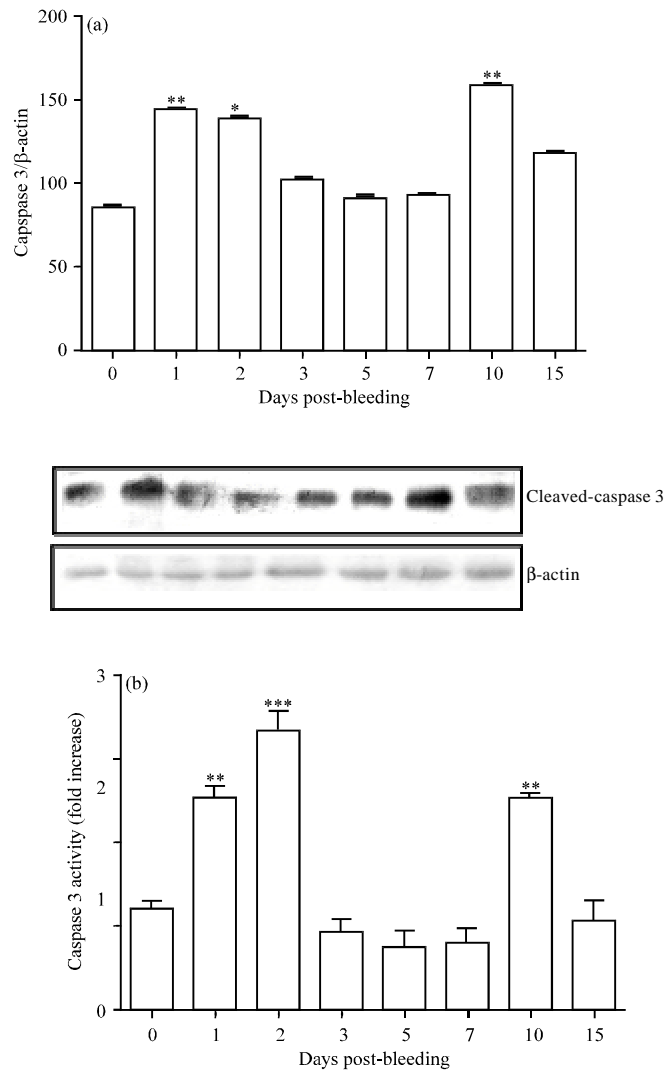 (a)
200
150
100
50
0
Capspase 3/β-actin
** * **
0 1 2 3 5 7 10 15
Days post-bleeding
Cleaved-caspase 3
β-actin
(b)
3
2
1
0
Caspase 3 activity (fold increase)
** *** **
0 1 2 3 5 7 10 15
Days post-bleeding